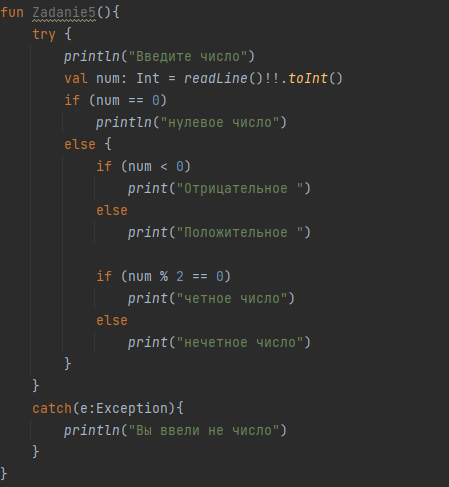 fun Zadanie5(){
    try {
        println("Введите число")
        val num: Int = readLine()!!.toInt()
        if (num == 0)
            println("нулевое число")
        else {
            if (num < 0)
                print("Отрицательное ")
            else
                print("Положительное ")

            if (num % 2 == 0)
                print("четное число")
            else
                print("нечетное число")
        }
    }
    catch(e:Exception){
        println("Вы ввели не число")
    }
}